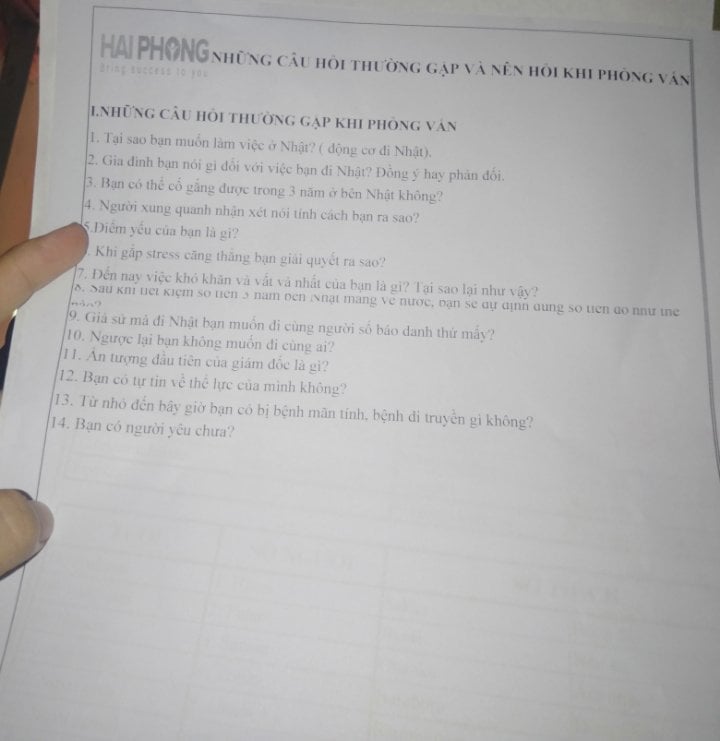 HAI PHONG
Bring success to you
NHỮNG CÂU HỎI THƯỜNG GẶP VÀ NÊN HỎI KHI PHỎNG VẤN
I.NHỮNG CÂU HỎI THƯỜNG GẶP KHI PHỎNG VẤN
1. Tại sao bạn muốn làm việc ở Nhật? ( động cơ đi Nhật).
2. Gia đình bạn nói gì đối với việc bạn đi Nhật? Đồng ý hay phản đối.
3. Bạn có thể cố gắng được trong 3 năm ở bên Nhật không?
4. Người xung quanh nhận xét nói tính cách bạn ra sao?
5.Điểm yếu của bạn là gì?
. Khi gặp stress căng thẳng bạn giải quyết ra sao?
7. Đến nay việc khó khăn và vất vả nhất của bạn là gì? Tại sao lại như vậy?
8. Sau khi tiết kiệm số tiền 3 năm bên Nhật mang về nước, bạn sẽ dự định dùng số tiền đó như thế
nào?
9. Giả sử mà đi Nhật bạn muốn đi cùng người số báo danh thứ mấy?
10. Ngược lại bạn không muốn đi cùng ai?
11. Ấn tượng đầu tiên của giám đốc là gì?
12. Bạn có tự tin về thể lực của mình không?
13. Từ nhỏ đến bây giờ bạn có bị bệnh mãn tính, bệnh di truyền gì không?
14. Bạn có người yêu chưa?